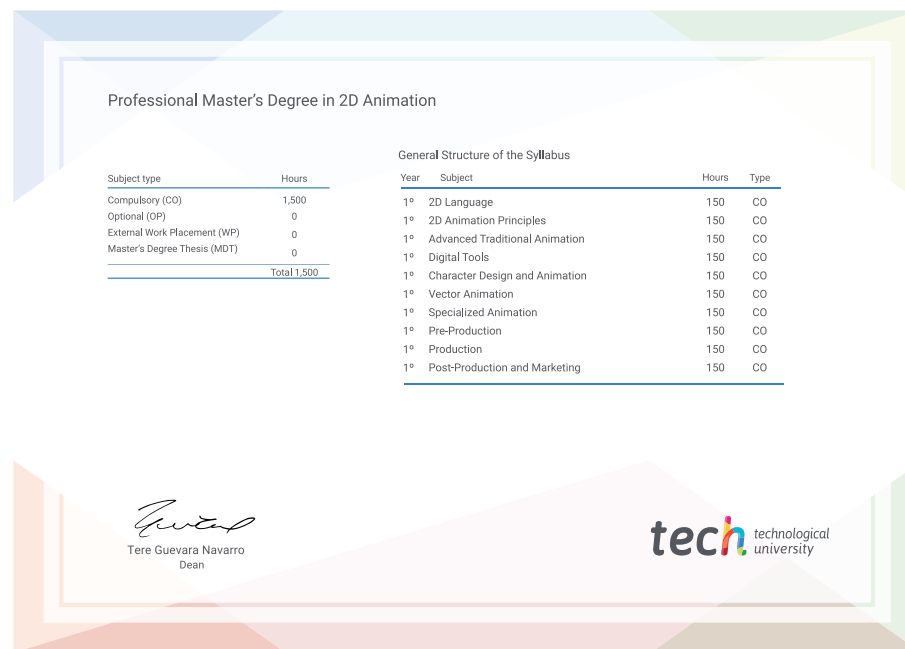 Professional Master's Degree in 2D Animation
Subject type Hours
Compulsory (CO) 1,500
Optional (OP) 0
External Work Placement (WP) 0
Master's Degree Thesis (MDT) 0
Total 1,500
General Structure of the Syllabus
Year Subject Hours Type
1º 2D Language 150 CO
1º 2D Animation Principles 150 CO
1º Advanced Traditional Animation 150 CO
1º Digital Tools 150 CO
1º Character Design and Animation 150 CO
1º Vector Animation 150 CO
1º Specialized Animation 150 CO
1º Pre-Production 150 CO
1º Production 150 CO
1º Post-Production and Marketing 150 CO
Tere Guevara Navarro
Dean
tech technological
university